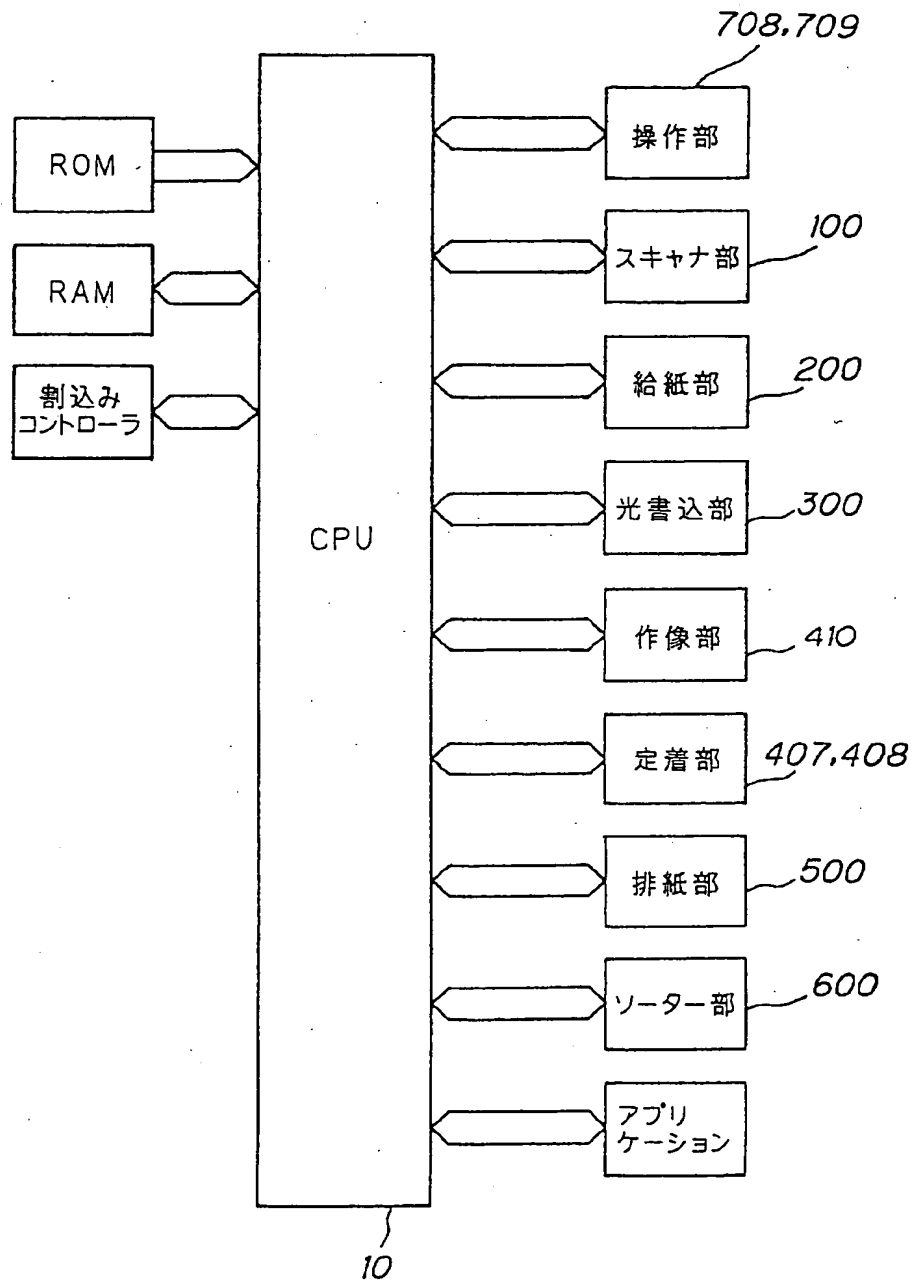 708,709
操作部
ROM
スキャナ部
100
RAM
給紙部
200
割込み
コントローラ
光書込部
300
CPU
作像部
410
定着部
407,408
排紙部
500
ソーター部
600
アプリ
ケーション
10